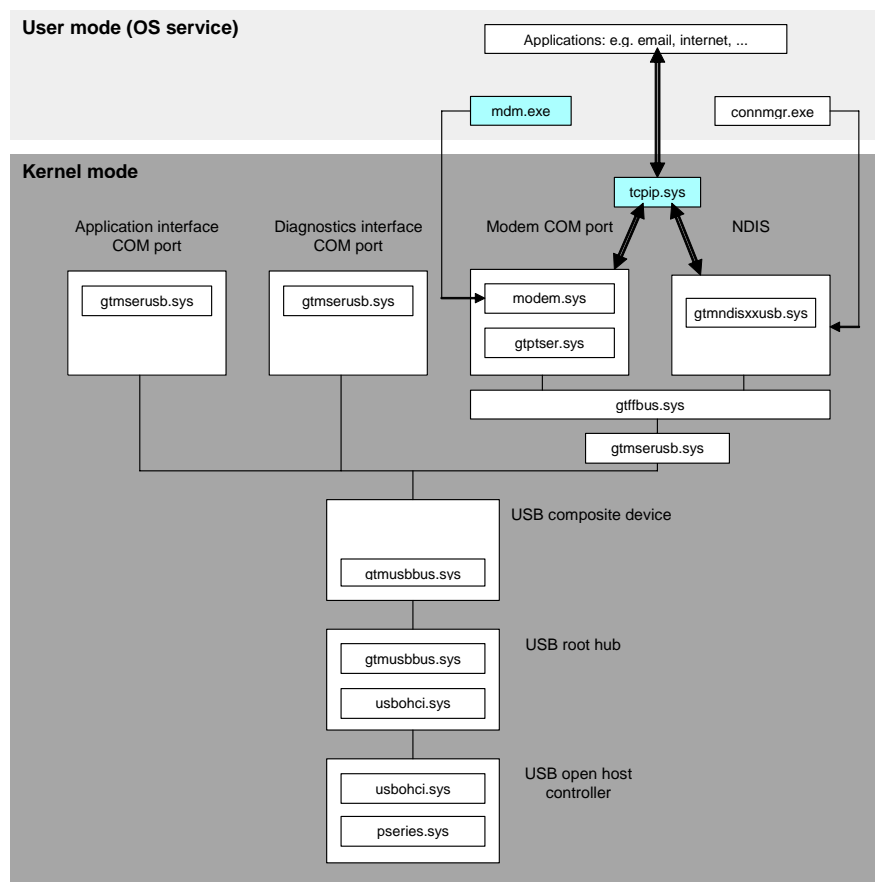 User mode (OS service)
Applications: e.g. email, internet, ...
mdm.exe
connmgr.exe
Kernel mode
tcpip.sys
Application interface
COM port
Diagnostics interface
COM port
Modem COM port
NDIS
gtmserusb.sys
gtmserusb.sys
modem.sys
gtmndisxxusb.sys
gtptser.sys
gtffbus.sys
gtmserusb.sys
USB composite device
gtmusbbus.sys
USB root hub
gtmusbbus.sys
usbohci.sys
USB open host
controller
usbohci.sys
pseries.sys